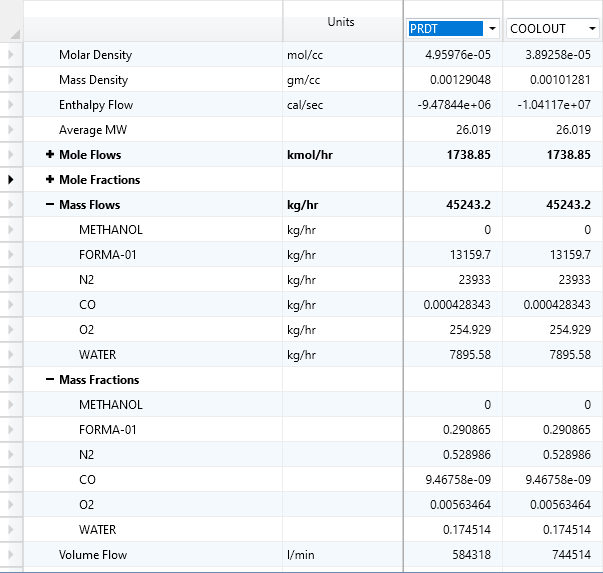 Units PRDT COOLOUT
Molar Density mol/cc 4.95976e-05 3.89258e-05
Mass Density gm/cc 0.00129048 0.00101281
Enthalpy Flow cal/sec -9.47844e+06 -1.04117e+07
Average MW 26.019 26.019
+ Mole Flows kmol/hr 1738.85 1738.85
+ Mole Fractions
− Mass Flows kg/hr 45243.2 45243.2
METHANOL kg/hr 0 0
FORMA-01 kg/hr 13159.7 13159.7
N2 kg/hr 23933 23933
CO kg/hr 0.000428343 0.000428343
O2 kg/hr 254.929 254.929
WATER kg/hr 7895.58 7895.58
− Mass Fractions
METHANOL 0 0
FORMA-01 0.290865 0.290865
N2 0.528986 0.528986
CO 9.46758e-09 9.46758e-09
O2 0.00563464 0.00563464
WATER 0.174514 0.174514
Volume Flow l/min 584318 744514